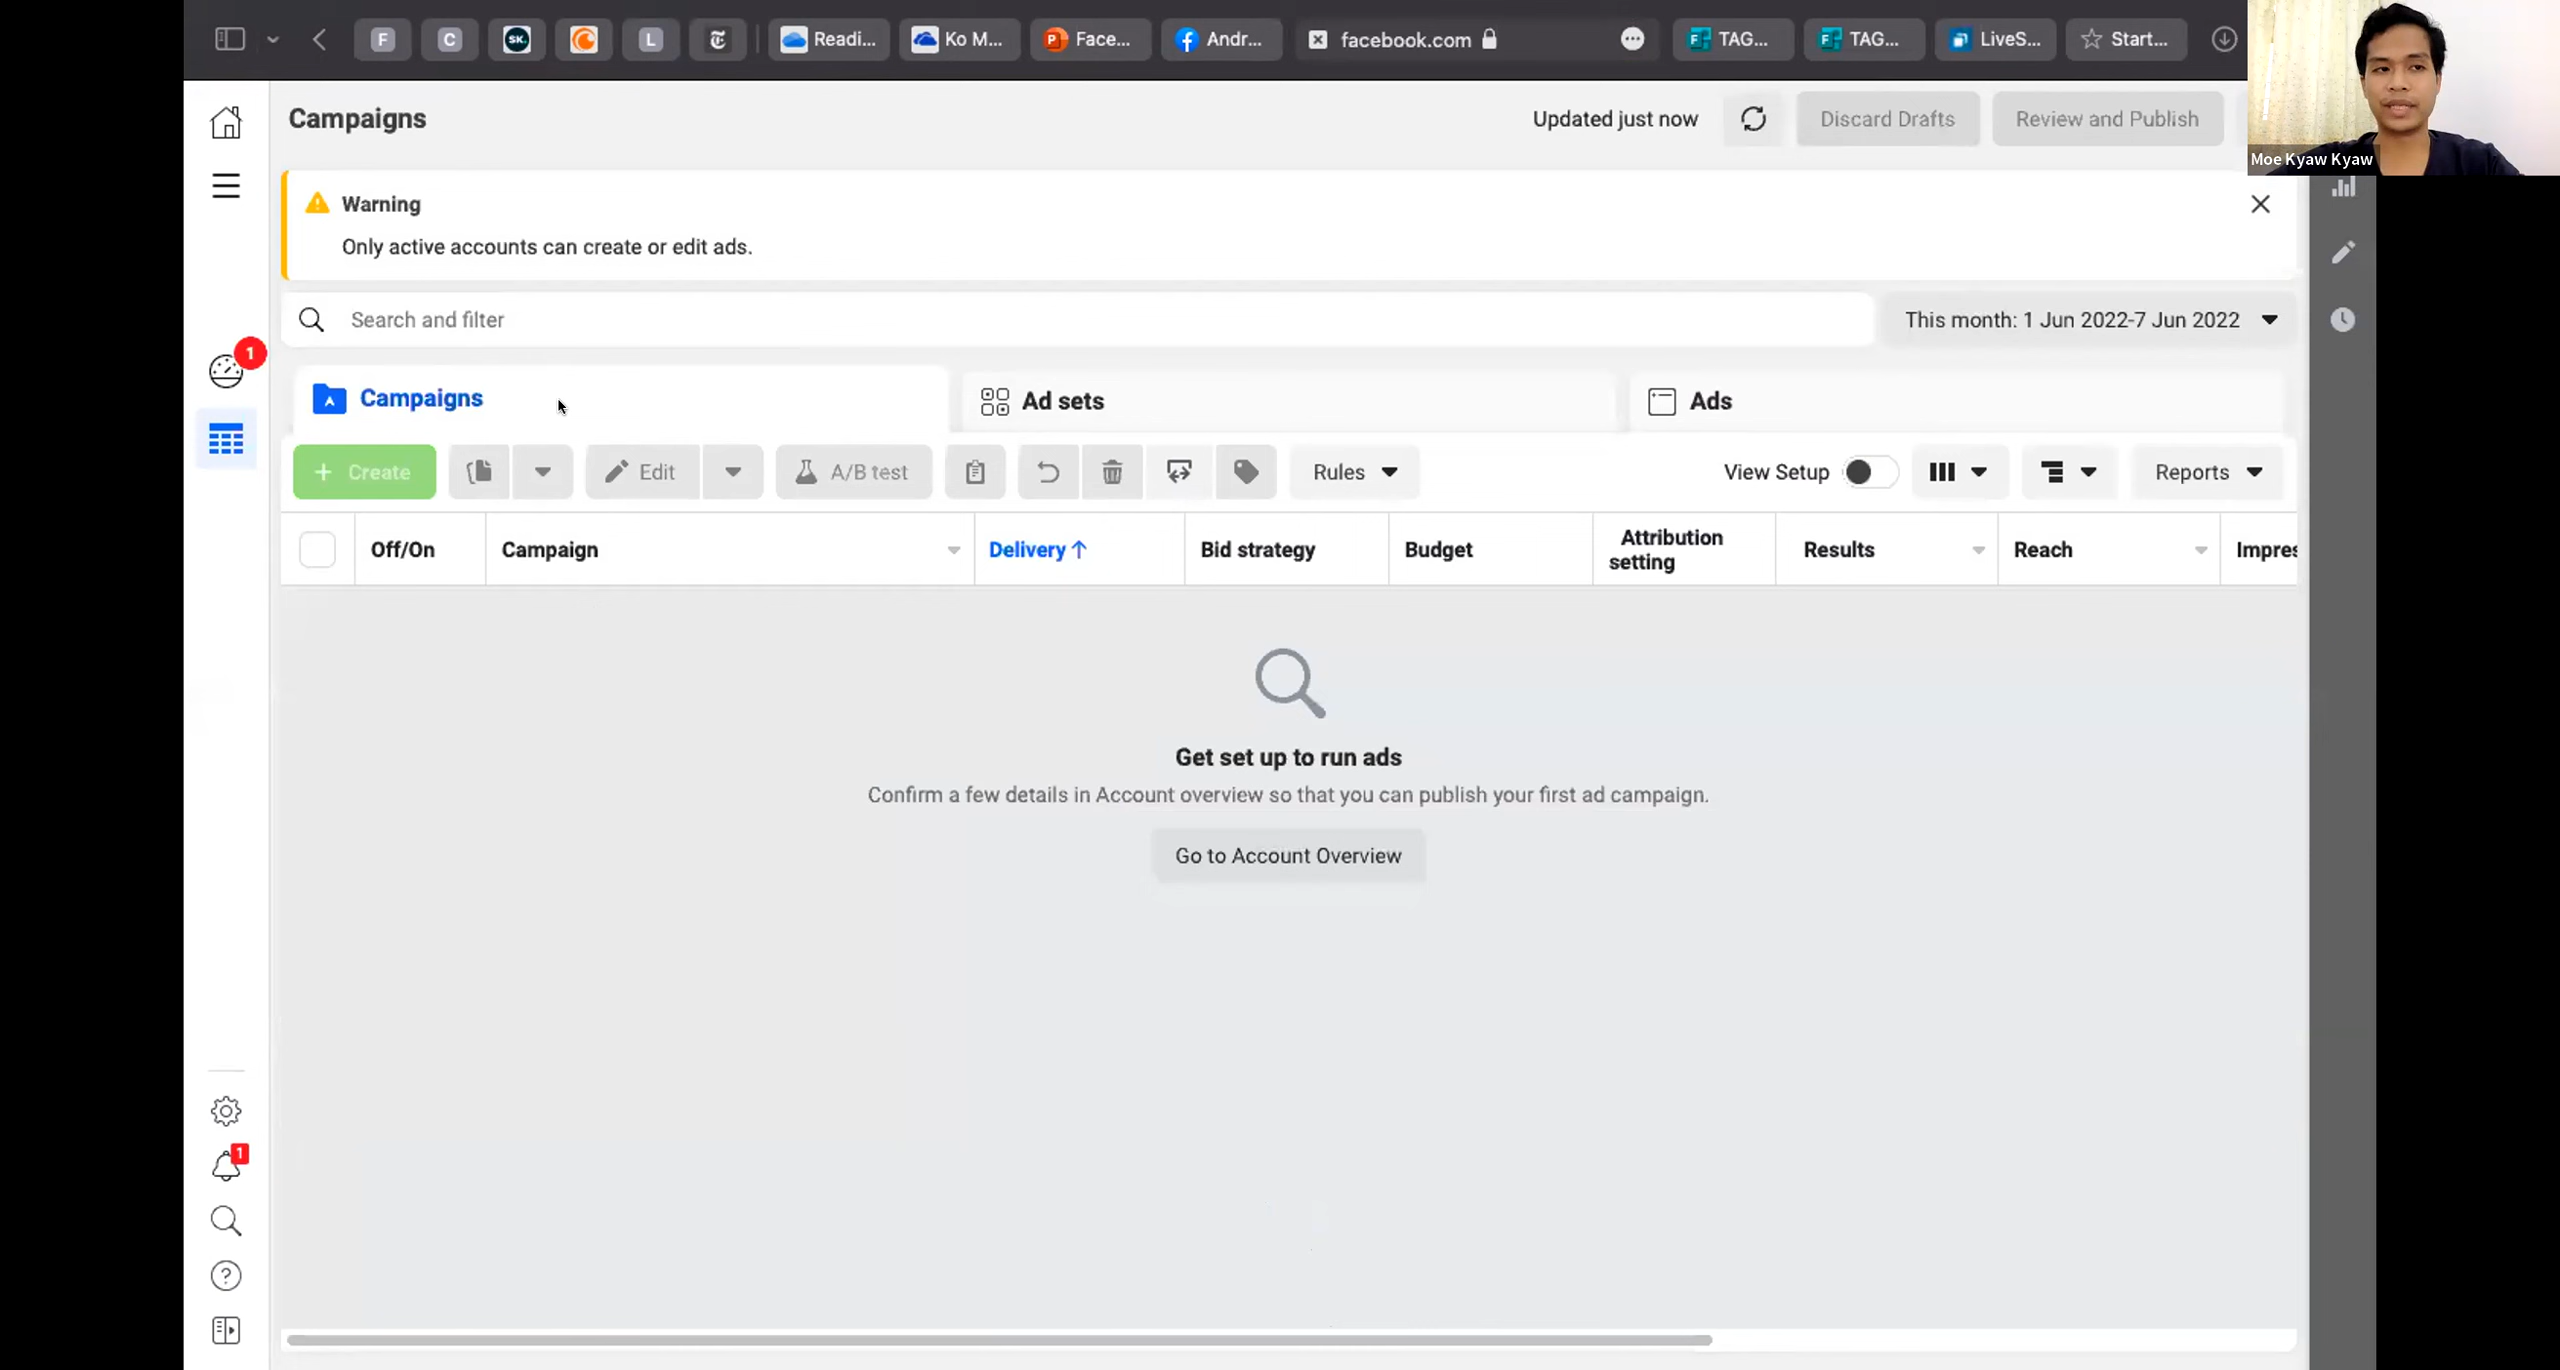 F C SK. L Readi... Ko M... Face... Andr... facebook.com TAG... TAG... LiveS... Start...
Moe Kyaw Kyaw
Campaigns
Updated just now
Discard Drafts
Review and Publish
Warning
Only active accounts can create or edit ads.
Search and filter
This month: 1 Jun 2022-7 Jun 2022
1
Campaigns
Ad sets
Ads
+ Create
Edit
A/B test
Rules
View Setup
Reports
Off/On
Campaign
Delivery ↑
Bid strategy
Budget
Attribution
setting
Results
Reach
Impres
Get set up to run ads
Confirm a few details in Account overview so that you can publish your first ad campaign.
Go to Account Overview
1